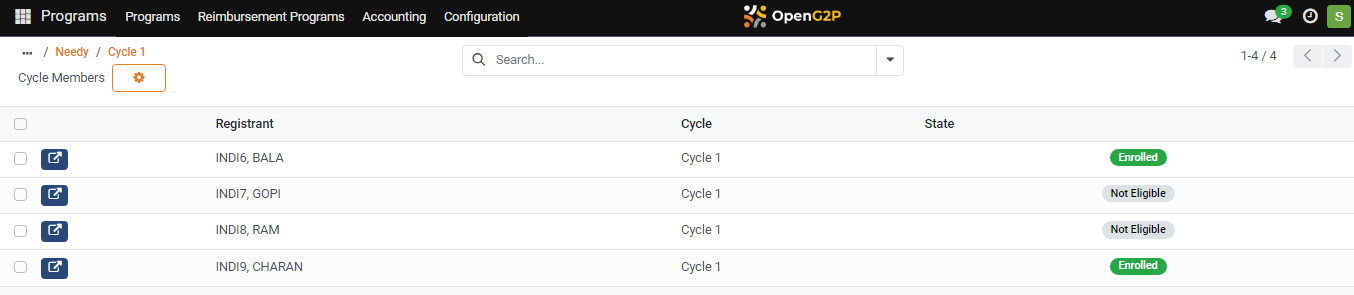 Programs Programs Reimbursement Programs Accounting Configuration OpenG2P 3 S
... / Needy / Cycle 1 Search... 1-4 / 4
Cycle Members
Registrant Cycle State
INDI6, BALA Cycle 1 Enrolled
INDI7, GOPI Cycle 1 Not Eligible
INDI8, RAM Cycle 1 Not Eligible
INDI9, CHARAN Cycle 1 Enrolled